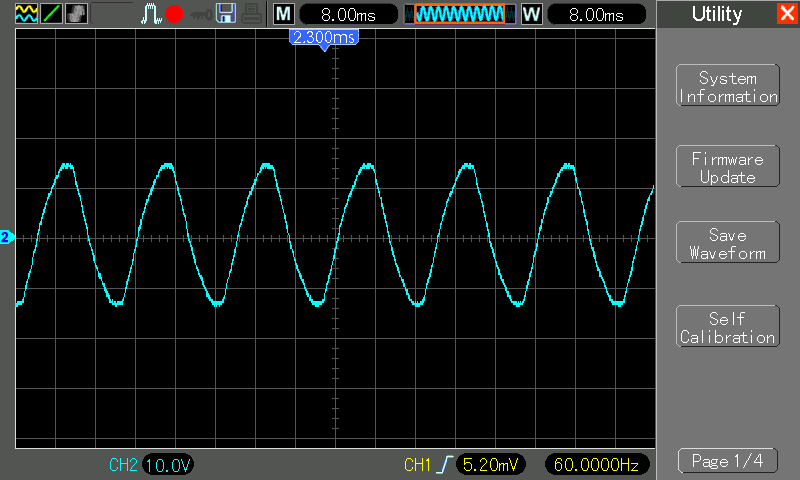 M 8.00ms W 8.00ms
Utility
2.300ms
System
Information
Firmware
Update
2
Save
Waveform
Self
Calibration
CH2 10.0V CH1 5.20mV 60.0000Hz
Page 1/4